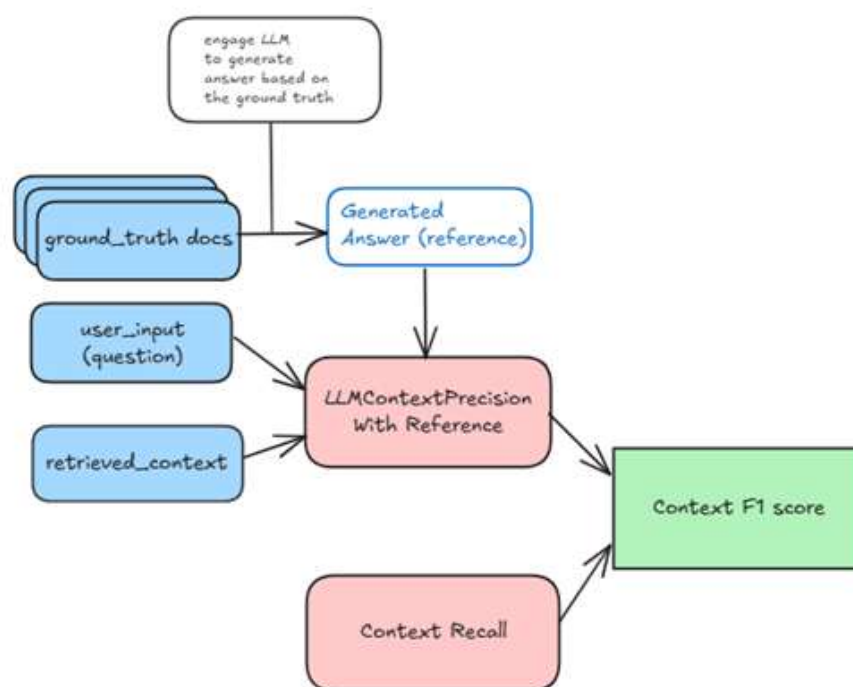 engage LLM
to generate
answer based on
the ground truth
ground_truth docs
Generated
Answer (reference)
user_input
(question)
LLMContextPrecision
With Reference
retrieved_context
Context F1 score
Context Recall